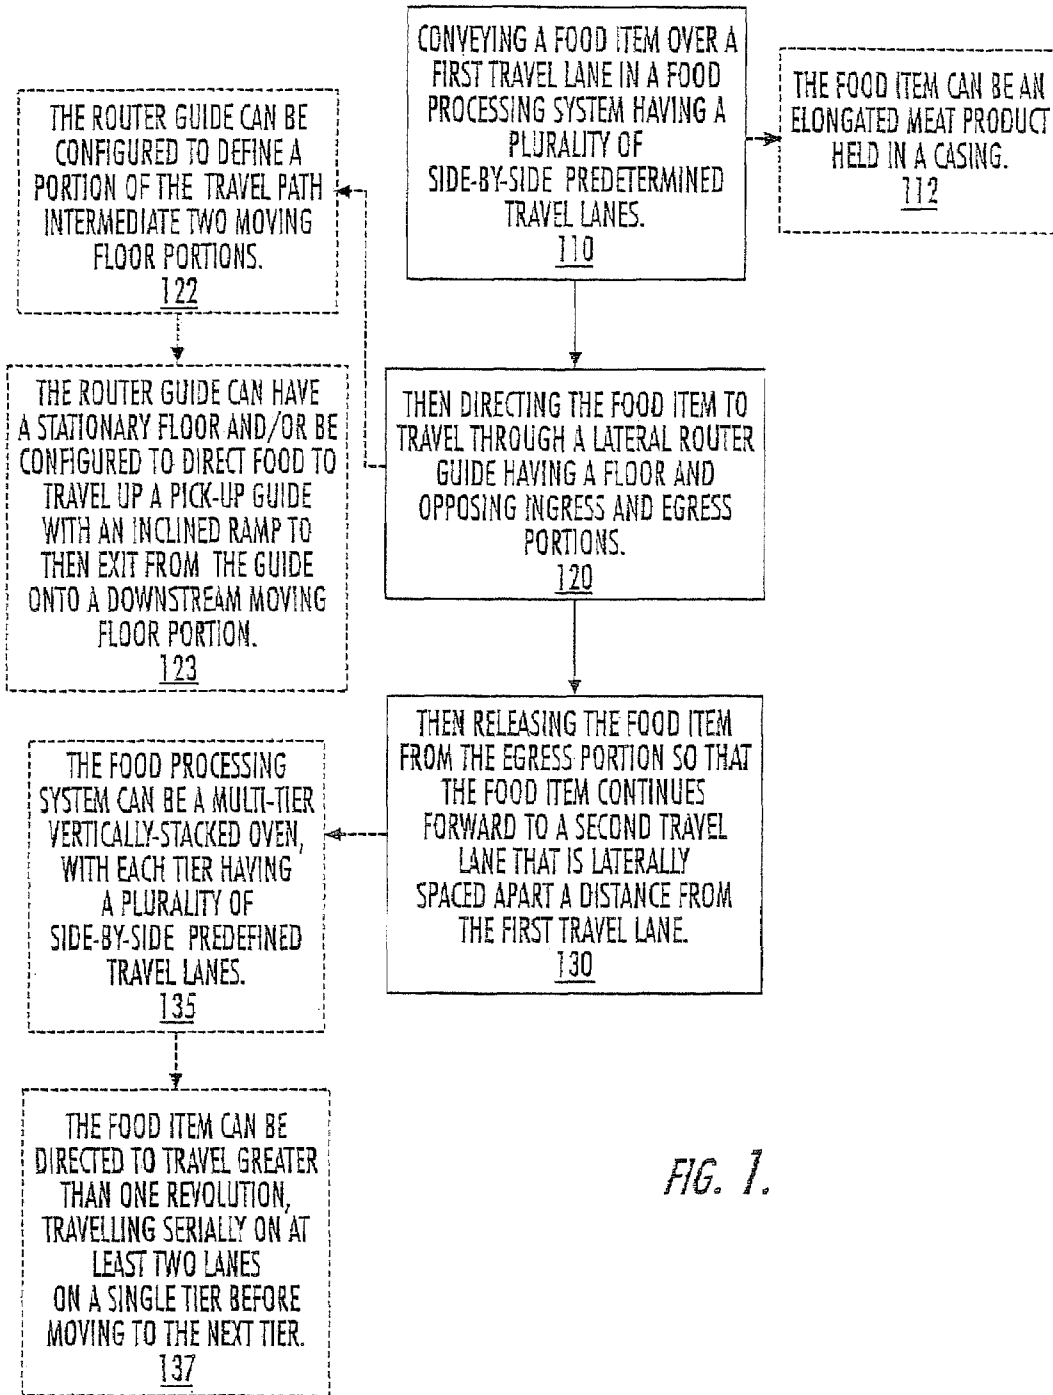 CONVEYING A FOOD ITEM OVER A
FIRST TRAVEL LANE IN A FOOD
PROCESSING SYSTEM HAVING A
PLURALITY OF
SIDE-BY-SIDE PREDETERMINED
TRAVEL LANES.
110
THE FOOD ITEM CAN BE AN
ELONGATED MEAT PRODUCT
HELD IN A CASING.
112
THE ROUTER GUIDE CAN BE
CONFIGURED TO DEFINE A
PORTION OF THE TRAVEL PATH
INTERMEDIATE TWO MOVING
FLOOR PORTIONS.
122
THE ROUTER GUIDE CAN HAVE
A STATIONARY FLOOR AND/OR BE
CONFIGURED TO DIRECT FOOD TO
TRAVEL UP A PICK-UP GUIDE
WITH AN INCLINED RAMP TO
THEN EXIT FROM THE GUIDE
ONTO A DOWNSTREAM MOVING
FLOOR PORTION.
123
THEN DIRECTING THE FOOD ITEM TO
TRAVEL THROUGH A LATERAL ROUTER
GUIDE HAVING A FLOOR AND
OPPOSING INGRESS AND EGRESS
PORTIONS.
120
THEN RELEASING THE FOOD ITEM
FROM THE EGRESS PORTION SO THAT
THE FOOD ITEM CONTINUES
FORWARD TO A SECOND TRAVEL
LANE THAT IS LATERALLY
SPACED APART A DISTANCE FROM
THE FIRST TRAVEL LANE.
130
THE FOOD PROCESSING
SYSTEM CAN BE A MULTI-TIER
VERTICALLY-STACKED OVEN,
WITH EACH TIER HAVING
A PLURALITY OF
SIDE-BY-SIDE PREDEFINED
TRAVEL LANES.
135
THE FOOD ITEM CAN BE
DIRECTED TO TRAVEL GREATER
THAN ONE REVOLUTION,
TRAVELLING SERIALLY ON AT
LEAST TWO LANES
ON A SINGLE TIER BEFORE
MOVING TO THE NEXT TIER.
137
FIG. 1.